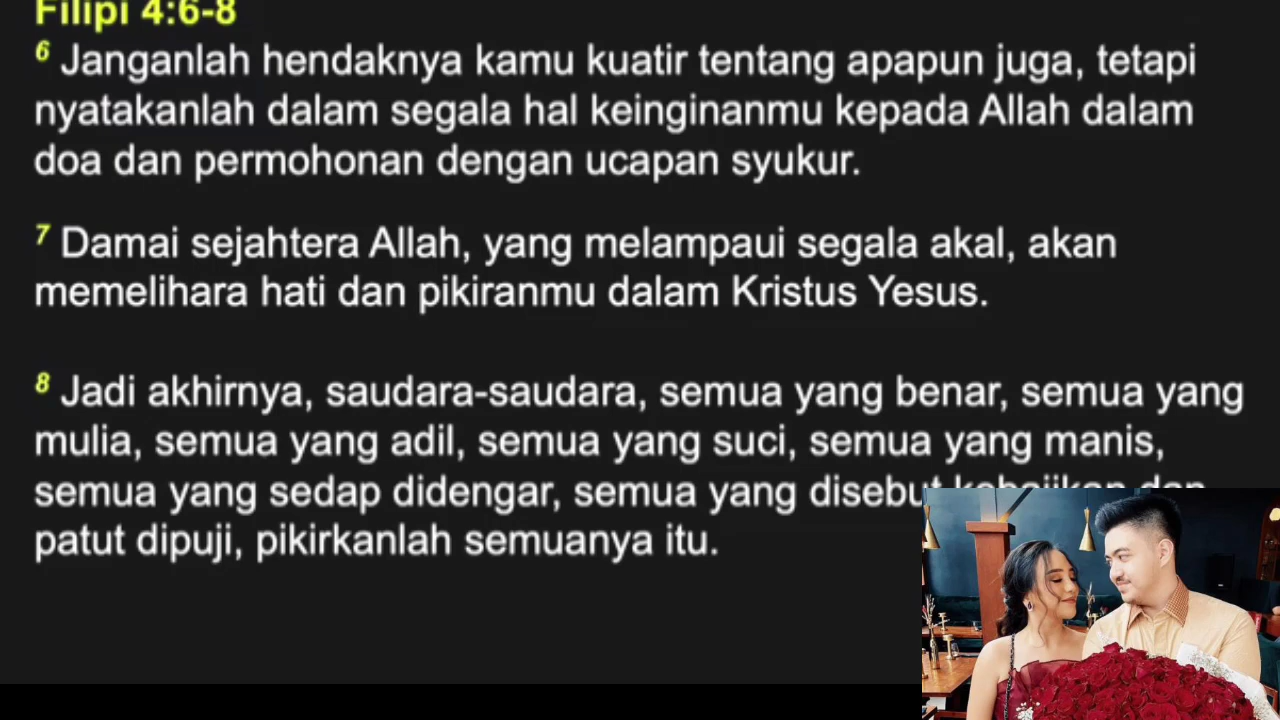 Filipi 4:6-8
6 Janganlah hendaknya kamu kuatir tentang apapun juga, tetapi
nyatakanlah dalam segala hal keinginanmu kepada Allah dalam
doa dan permohonan dengan ucapan syukur.
7 Damai sejahtera Allah, yang melampaui segala akal, akan
memelihara hati dan pikiranmu dalam Kristus Yesus.
8 Jadi akhirnya, saudara-saudara, semua yang benar, semua yang
mulia, semua yang adil, semua yang suci, semua yang manis,
semua yang sedap didengar, semua yang disebut kebajikan dan
patut dipuji, pikirkanlah semuanya itu.